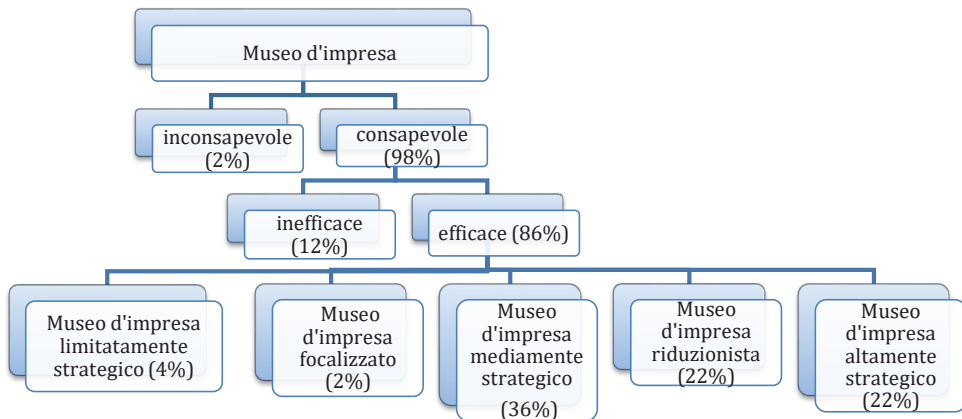 Museo d'impresa
inconsapevole
(2%)
consapevole
(98%)
inefficace
(12%)
efficace (86%)
Museo d'impresa
limitatamente
strategico (4%)
Museo
d'impresa
focalizzato
(2%)
Museo
d'impresa
mediamente
strategico
(36%)
Museo
d'impresa
riduzionista
(22%)
Museo
d'impresa
altamente
strategico
(22%)